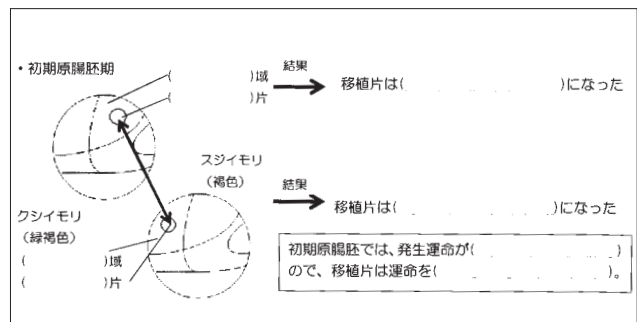 ・初期原腸胚期
(　　　)域
(　　　)片
結果
移植片は(　　　　　)になった
スジイモリ
(褐色)
結果
移植片は(　　　　　)になった
クシイモリ
(緑褐色)
(　　　)域
(　　　)片
初期原腸胚では、発生運命が(　　　　　)
ので、移植片は運命を(　　　　　)。